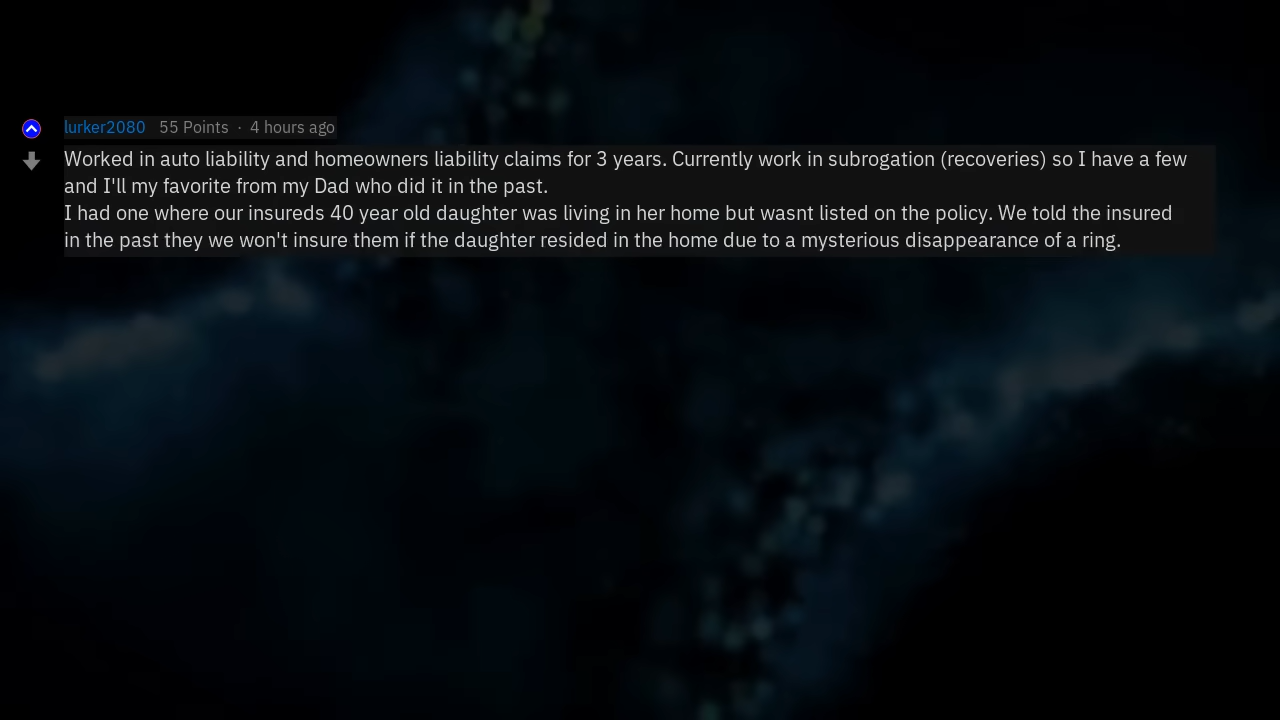 lurker2080 55 Points · 4 hours ago
Worked in auto liability and homeowners liability claims for 3 years. Currently work in subrogation (recoveries) so I have a few
and I'll my favorite from my Dad who did it in the past.
I had one where our insureds 40 year old daughter was living in her home but wasnt listed on the policy. We told the insured
in the past they we won't insure them if the daughter resided in the home due to a mysterious disappearance of a ring.